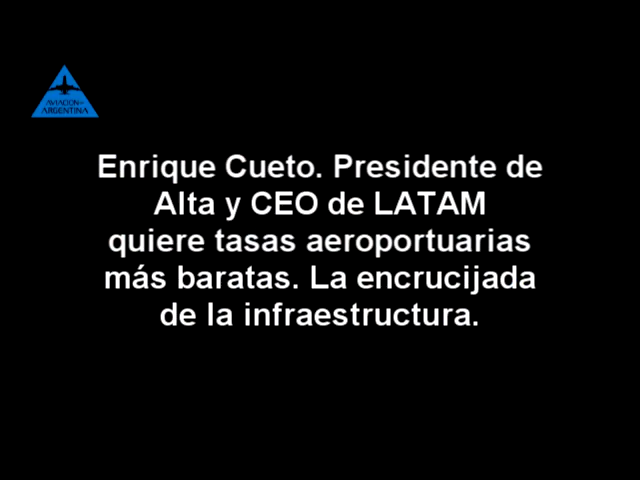 AVIACION EN
ARGENTINA
Enrique Cueto. Presidente de
Alta y CEO de LATAM
quiere tasas aeroportuarias
más baratas. La encrucijada
de la infraestructura.